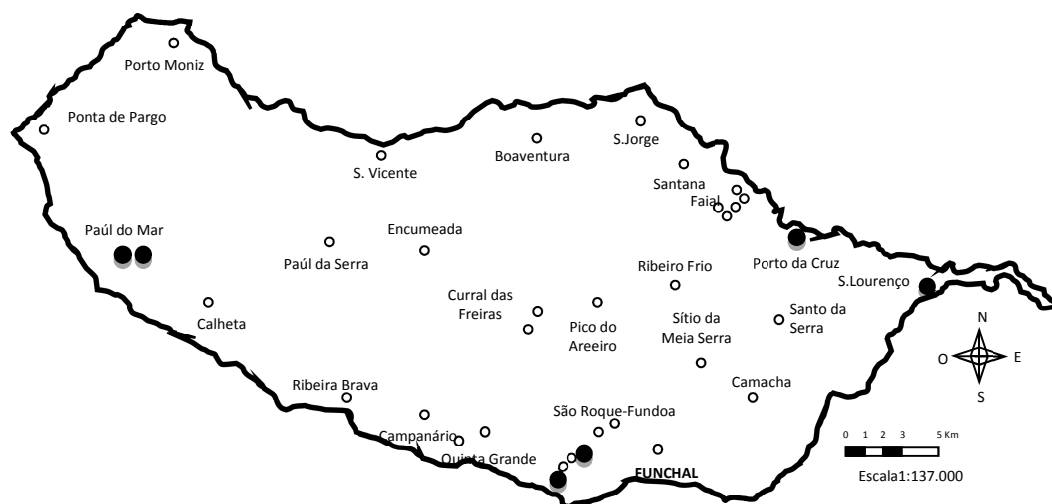 Porto Moniz
Ponta de Pargo
S.Jorge
Boaventura
S. Vicente
Santana
Faial
Paúl do Mar
Encumeada
Paúl da Serra
Porto da Cruz
Ribeiro Frio
S.Lourenço
Curral das
Freiras
Pico do
Areeiro
Sítio da
Meia Serra
Santo da
Serra
Calheta
N
O
E
S
Ribeira Brava
Camacha
São Roque-Fundoa
Campanário
Quinta Grande
FUNCHAL
0 1 2 3 5 Km
Escala1:137.000